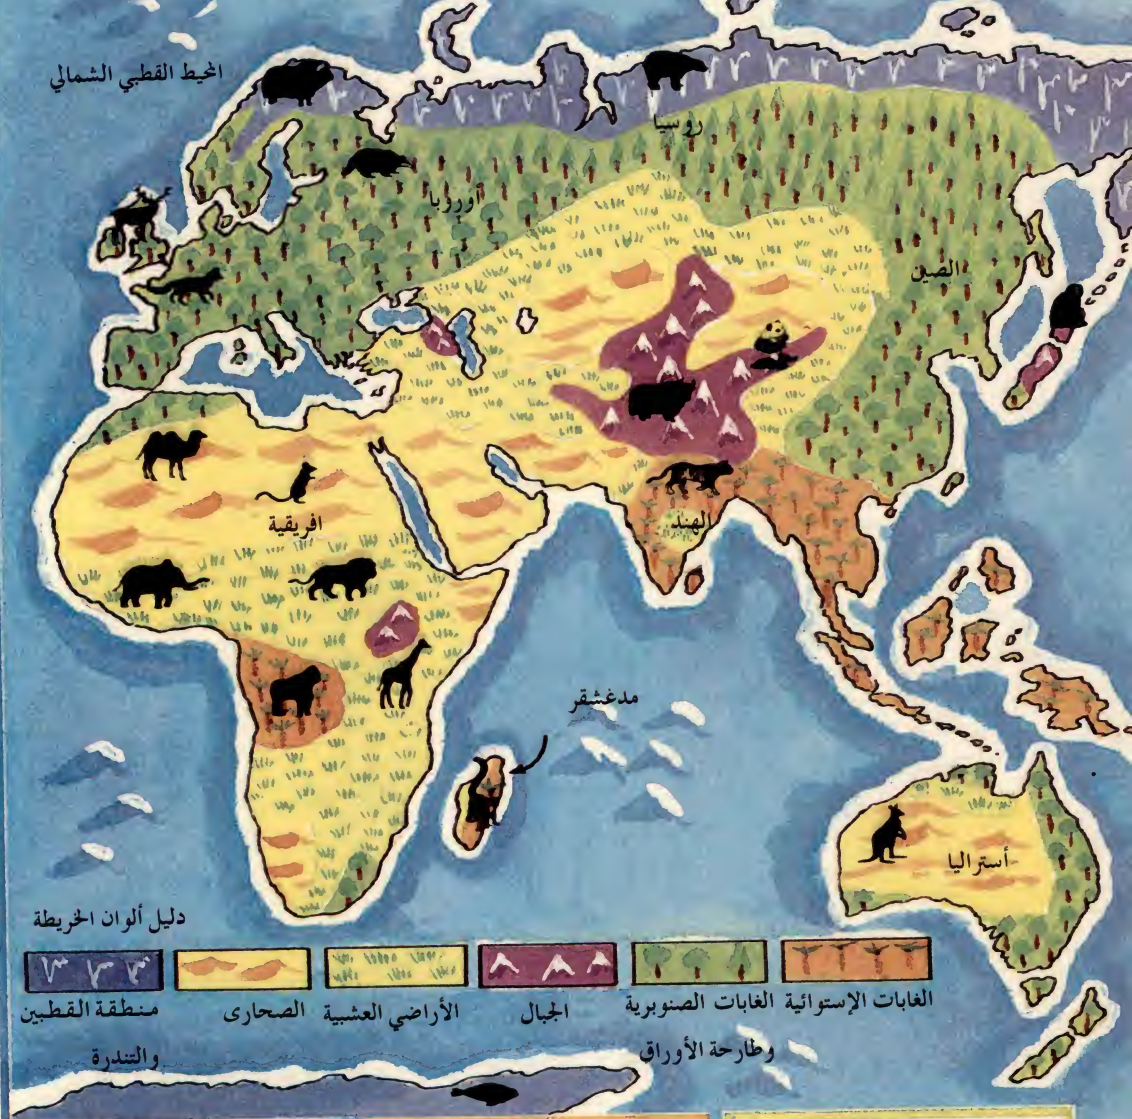 المحيط القطبي الشمالي
روسيا
أوروبا
الصين
الهند
افريقية
مدغشقر
أستراليا
دليل ألوان الخريطة
الغابات الإستوائية
الغابات الصنوبرية
وطارحة الأوراق
الجبال
الأراضي العشبية
الصحارى
منطقة القطبين
والتندرة